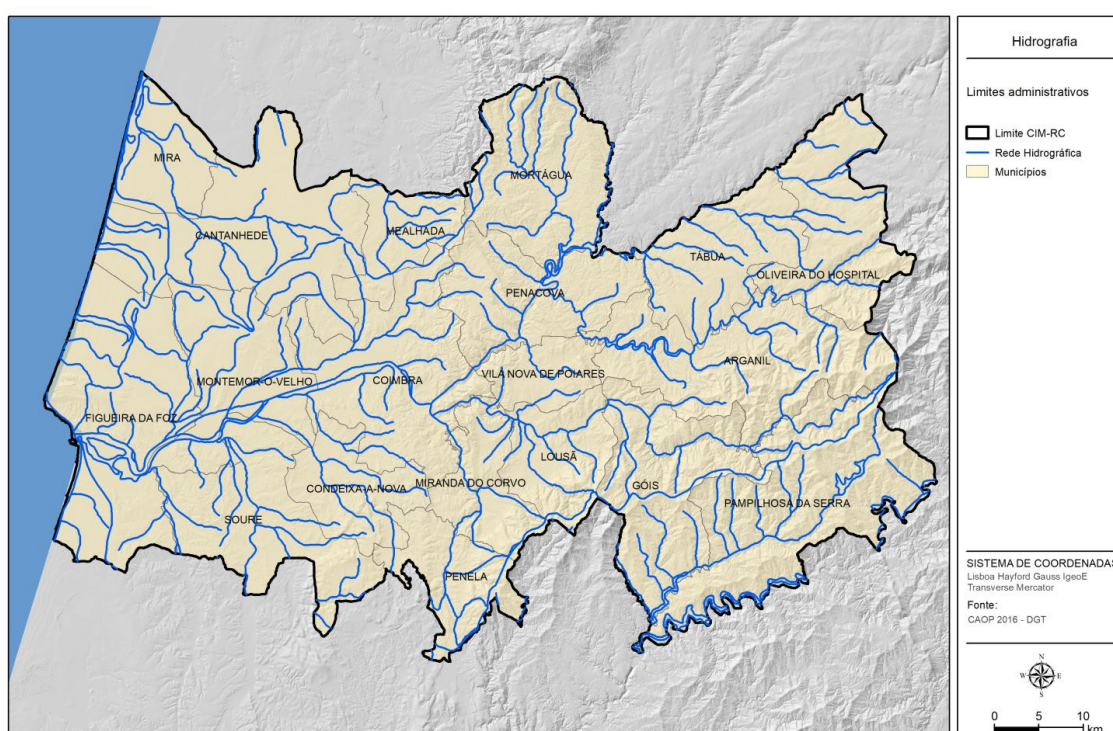 MIRA
CANTANHEDE
MEALHADA
MORTÁGUA
TÁBUA
OLIVEIRA DO HOSPITAL
PENACOVA
ARGANIL
VILA NOVA DE POIARES
COIMBRA
MONTEMOR-O-VELHO
FIGUEIRA DA FOZ
LOUSÃ
GÓIS
PAMPILHOSA DA SERRA
MIRANDA DO CORVO
CONDEIXA-A-NOVA
SOURE
PENELA
Hidrografia
Limites administrativos
Limite CIM-RC
Rede Hidrográfica
Municípios
SISTEMA DE COORDENADAS
Lisboa Hayford Gauss IgeoE
Transverse Mercator
Fonte:
CAOP 2016 - DGT
N
W E
S
0 5 10
km